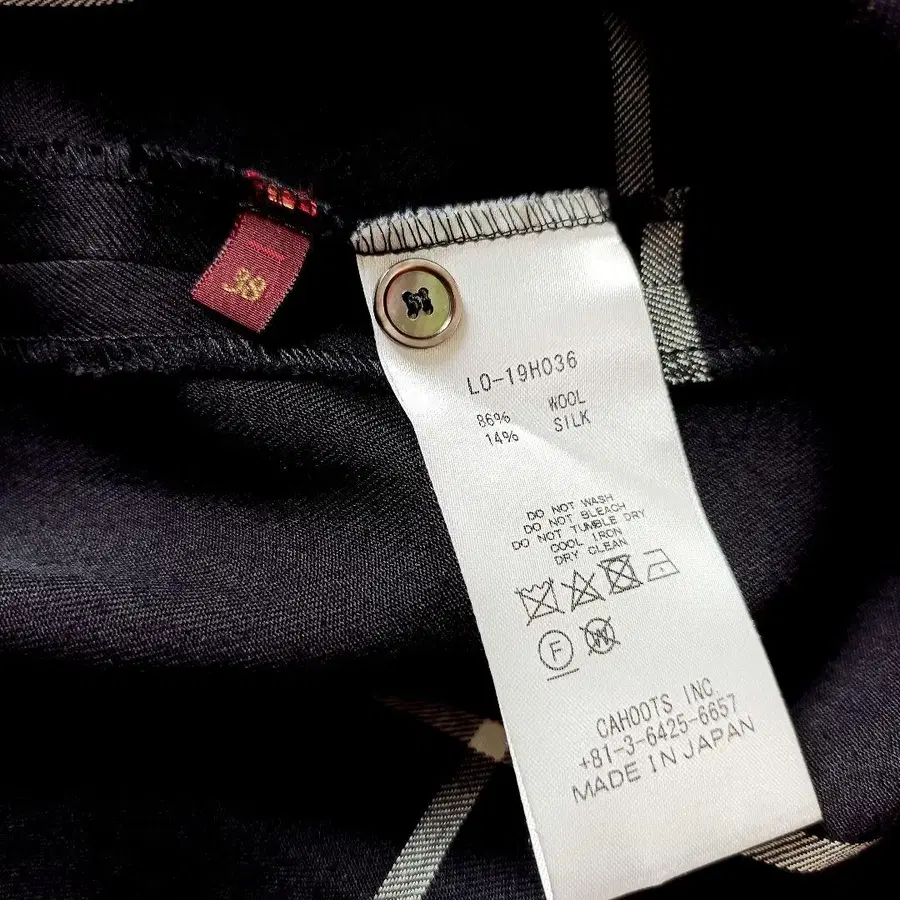 38
LO-19H036
86% WOOL
14% SILK
DO NOT WASH
DO NOT BLEACH
DO NOT TUMBLE DRY
COOL IRON
DRY CLEAN
F
W
CAHOOTS INC.
+81-3-6425-6657
MADE IN JAPAN